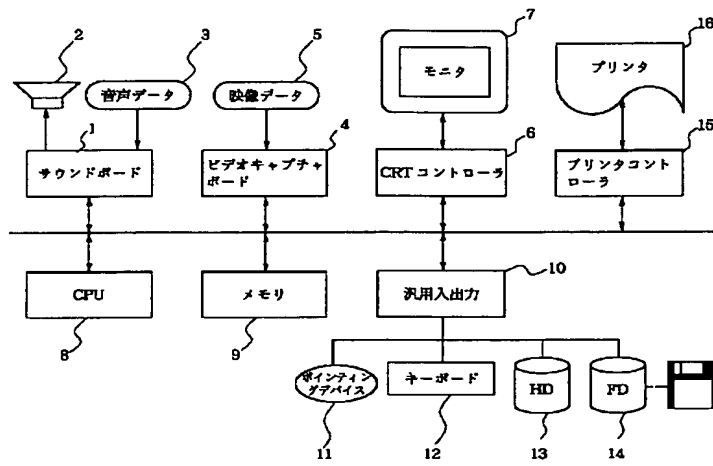 2
3
5
7
16
音声データ
映像データ
モニタ
プリンタ
1
4
6
15
サウンドボード
ビデオキャプチャ
ボード
CRTコントローラ
プリンタコント
ローラ
CPU
メモリ
汎用入出力
10
8
9
ポインティン
グデバイス
キーボード
HD
FD
11
12
13
14